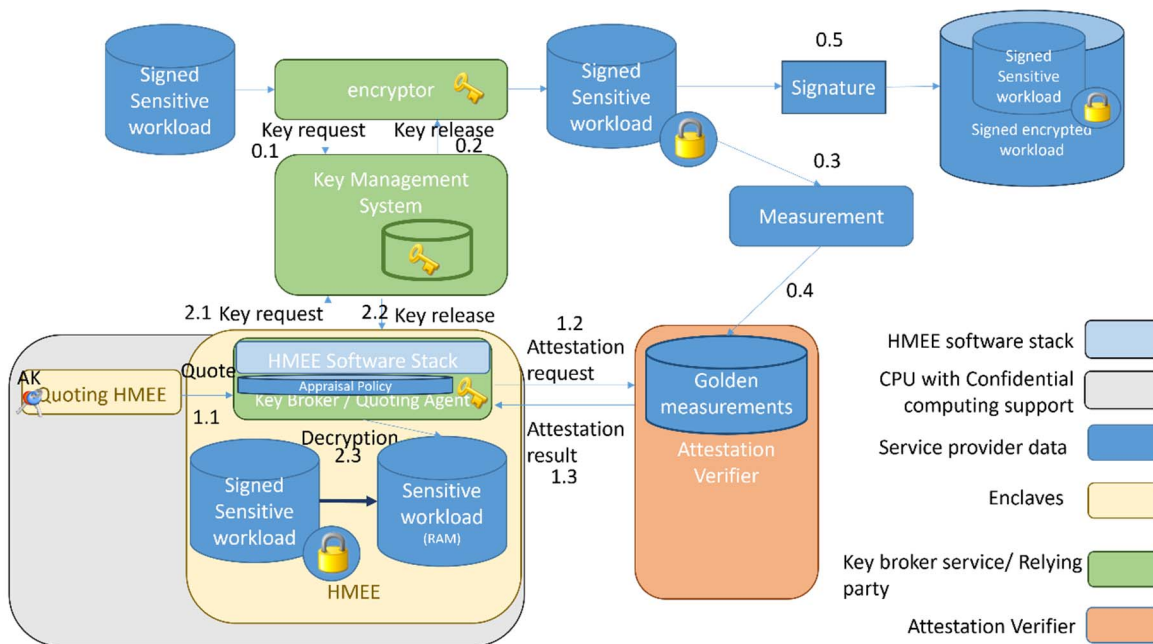 Signed
Sensitive
workload
encryptor
Signed
Sensitive
workload
0.5
Signature
Signed
Sensitive
workload
Signed encrypted
workload
Key request
0.1
Key release
0.2
Key Management
System
0.3
Measurement
0.4
2.1 Key request
2.2 Key release
1.2
Attestation
request
HMEE Software Stack
Appraisal Policy
Key Broker / Quoting Agent
AK
Quoting HMEE
Quote
1.1
Golden
measurements
Attestation
Verifier
Attestation
result
1.3
Decryption
2.3
Signed
Sensitive
workload
Sensitive
workload
(RAM)
HMEE
HMEE software stack
CPU with Confidential
computing support
Service provider data
Enclaves
Key broker service/ Relying
party
Attestation Verifier